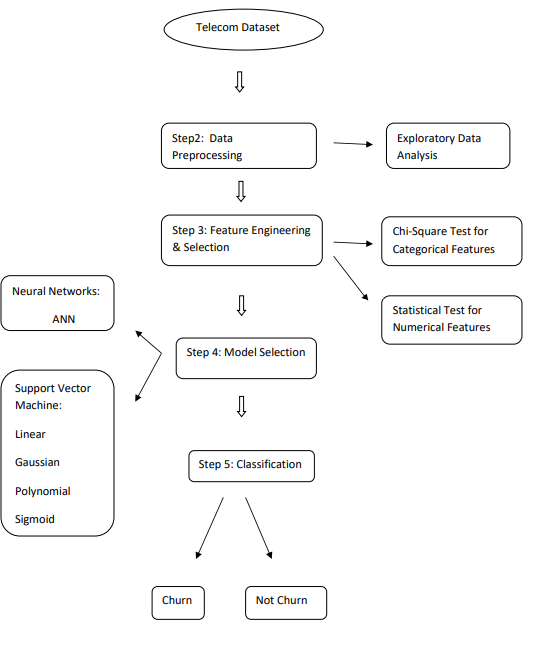 Telecom Dataset
Step2:  Data
Preprocessing
Exploratory Data
Analysis
Step 3: Feature Engineering
& Selection
Chi-Square Test for
Categorical Features
Statistical Test for
Numerical Features
Neural Networks:
ANN
Step 4: Model Selection
Support Vector
Machine:
Linear
Gaussian
Polynomial
Sigmoid
Step 5: Classification
Churn
Not Churn